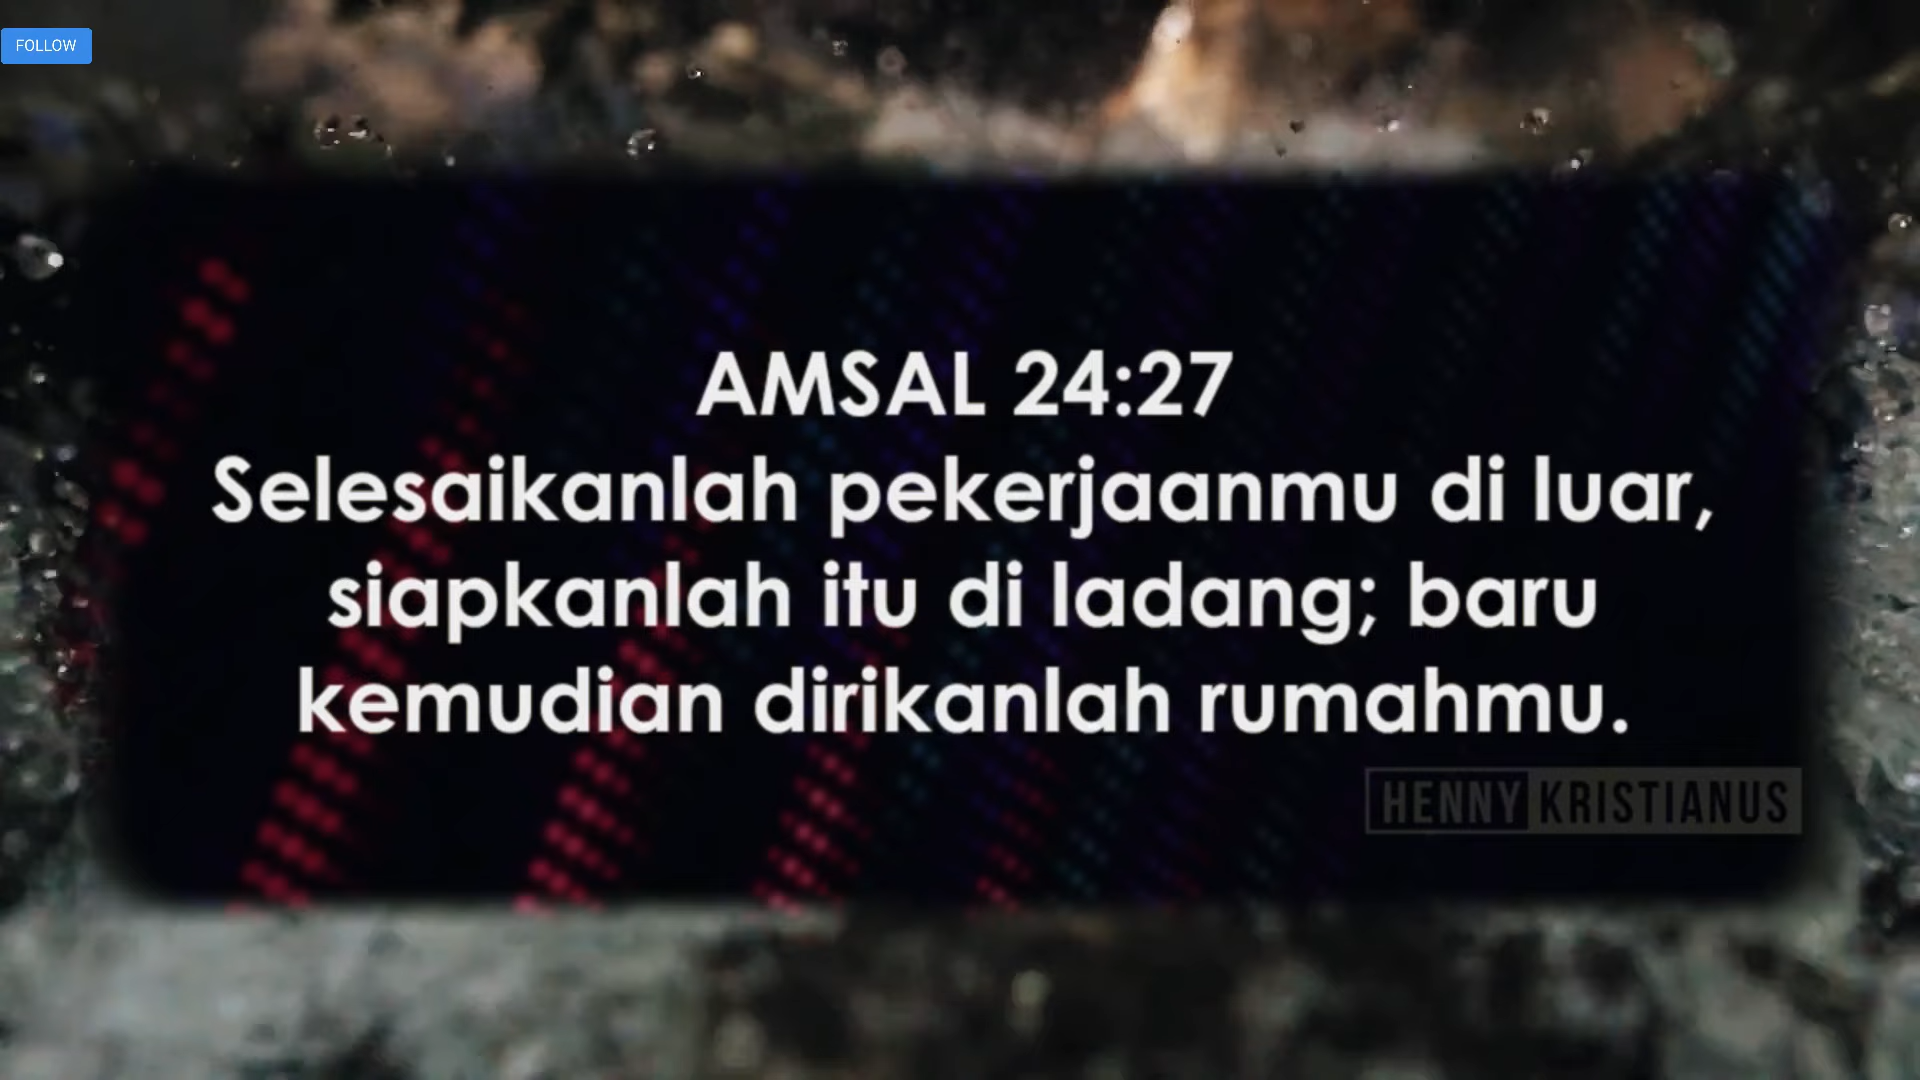 FOLLOW
AMSAL 24:27
Selesaikanlah pekerjaanmu di luar,
siapkanlah itu di ladang; baru
kemudian dirikanlah rumahmu.
HENNY KRISTIANUS